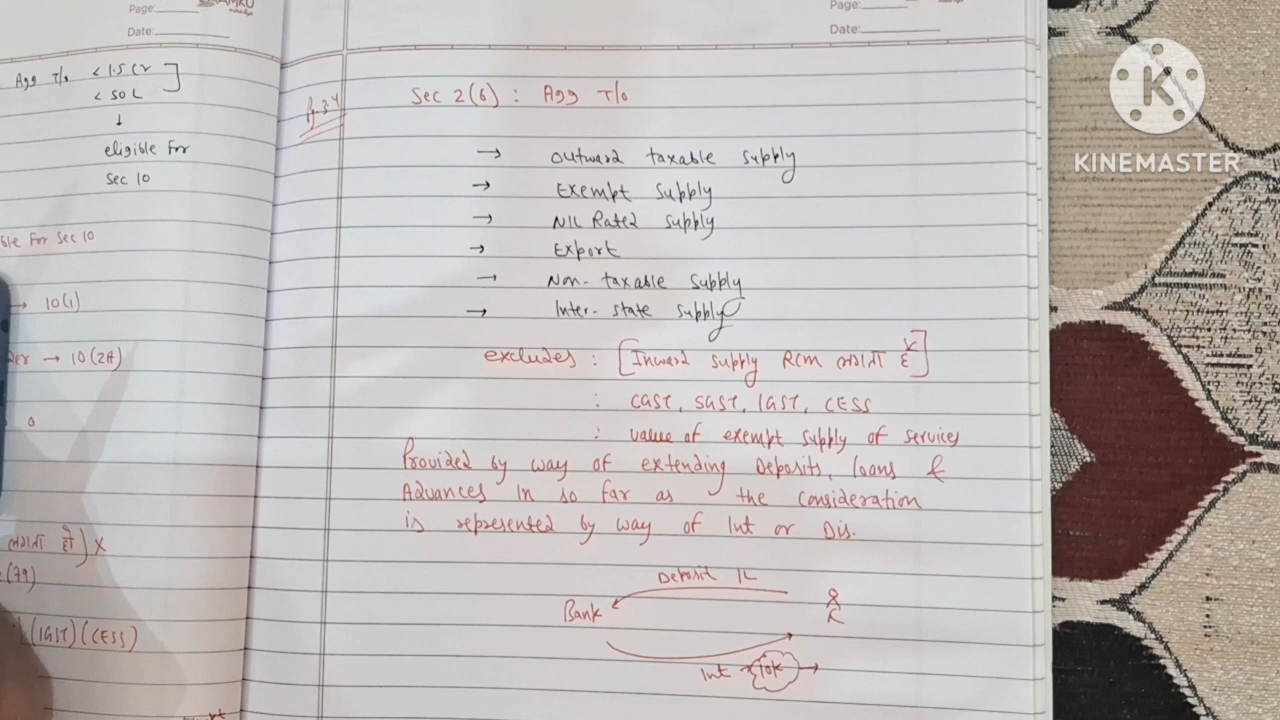 Page:
Date:
Agg T/o < 1.5 Cr
< 50 L
↓
eligible For
Sec 10
For Sec 10
→ 10(1)
→ 10(2A)
लगता है) X
(79)
(IGST) (CESS)
Page:
Date:
Pg-34
Sec 2(6) : Agg T/o
→ Outward taxable supply
→ Exempt supply
→ NIL Rated supply
→ Export
→ Non-taxable supply
→ Inter-state supply
excludes : [Inward supply RCM लगता है]
: CGST, SGST, IGST, CESS
: value of exempt supply of services
Provided by way of extending Deposits, loans &
Advances In so far as the consideration
is represented by way of Int or Dis.
Deposit 1L
Bank
Int 10K →
KINEMASTER